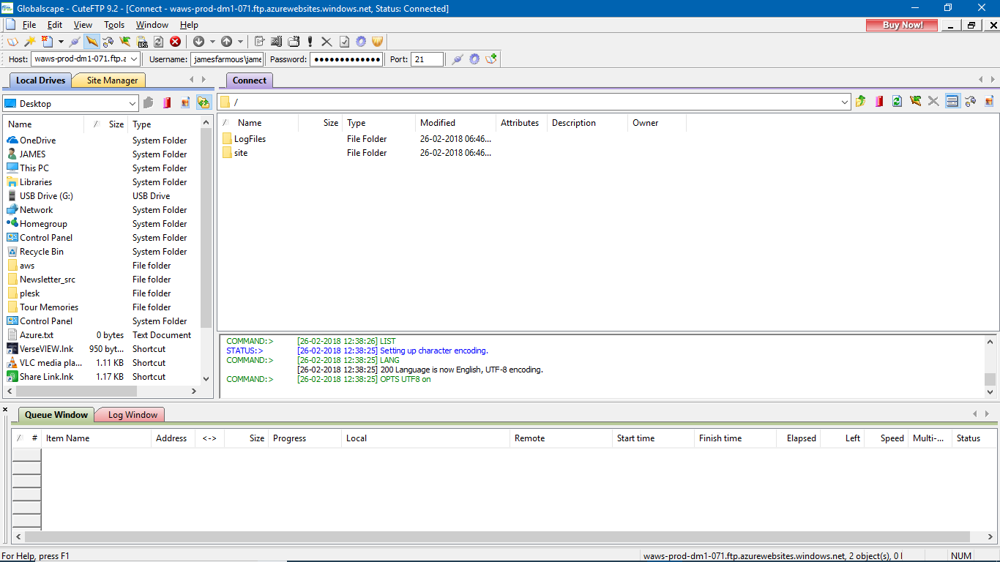 Globalscape - CuteFTP 9.2 - [Connect - waws-prod-dm1-071.ftp.azurewebsites.windows.net, Status: Connected]
File Edit View Tools Window Help Buy Now!
Host: waws-prod-dm1-071.ftp.a Username: jamesfarmous\jame Password: ●●●●●●●●●●●●● Port: 21
Local Drives Site Manager Connect
Desktop /
Name / Size Type
OneDrive System Folder
JAMES System Folder
This PC System Folder
Libraries System Folder
USB Drive (G:) USB Drive
Network System Folder
Homegroup System Folder
Control Panel System Folder
Recycle Bin System Folder
aws File folder
Newsletter_src File folder
plesk File folder
Tour Memories File folder
Control Panel System Folder
Azure.txt 0 bytes Text Document
VerseVIEW.lnk 950 byt... Shortcut
VLC media pla... 1.11 KB Shortcut
Share Link.lnk 1.17 KB Shortcut
/ Name Size Type Modified Attributes Description Owner
LogFiles File Folder 26-02-2018 06:46...
site File Folder 26-02-2018 06:46...
COMMAND:> [26-02-2018 12:38:26] LIST
STATUS:> [26-02-2018 12:38:25] Setting up character encoding.
COMMAND:> [26-02-2018 12:38:25] LANG
[26-02-2018 12:38:25] 200 Language is now English, UTF-8 encoding.
COMMAND:> [26-02-2018 12:38:25] OPTS UTF8 on
Queue Window Log Window
/ # Item Name Address <-> Size Progress Local Remote Start time Finish time Elapsed Left Speed Multi-... Status
For Help, press F1 waws-prod-dm1-071.ftp.azurewebsites.windows.net, 2 object(s), 0 NUM